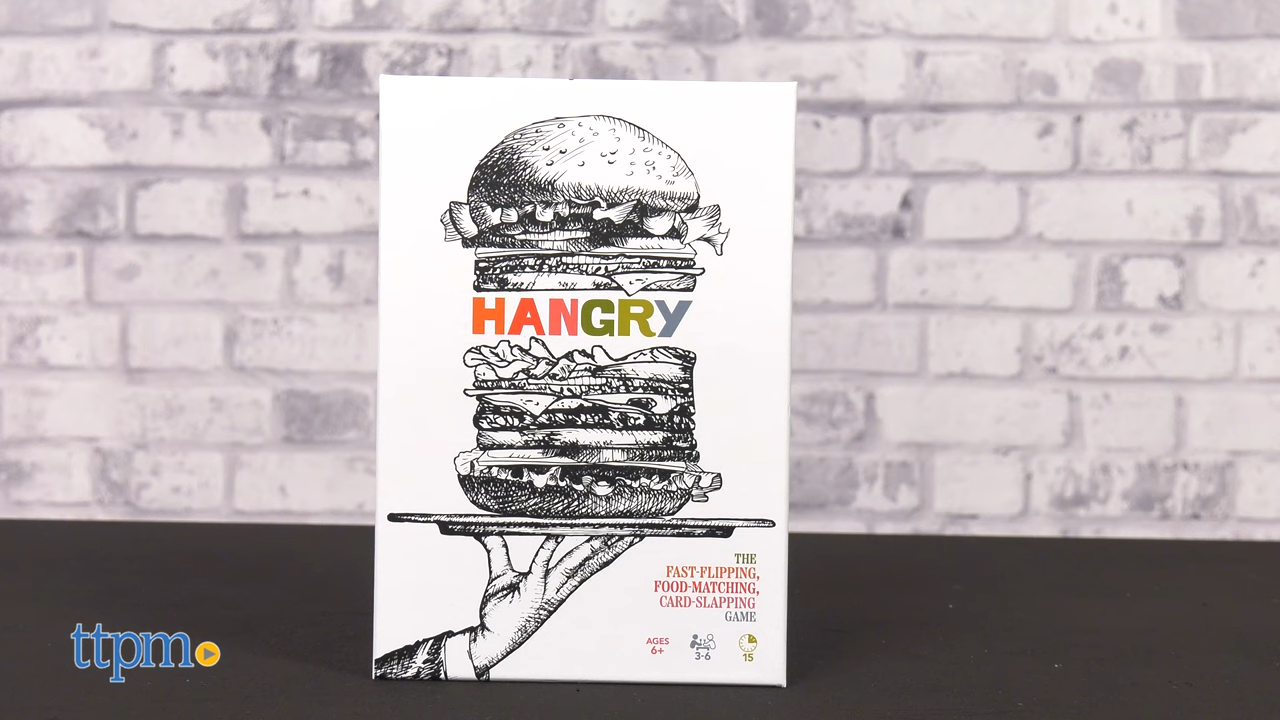 HANGRY
THE
FAST-FLIPPING,
FOOD-MATCHING,
CARD-SLAPPING
GAME
AGES
6+
3-6
15
ttpm